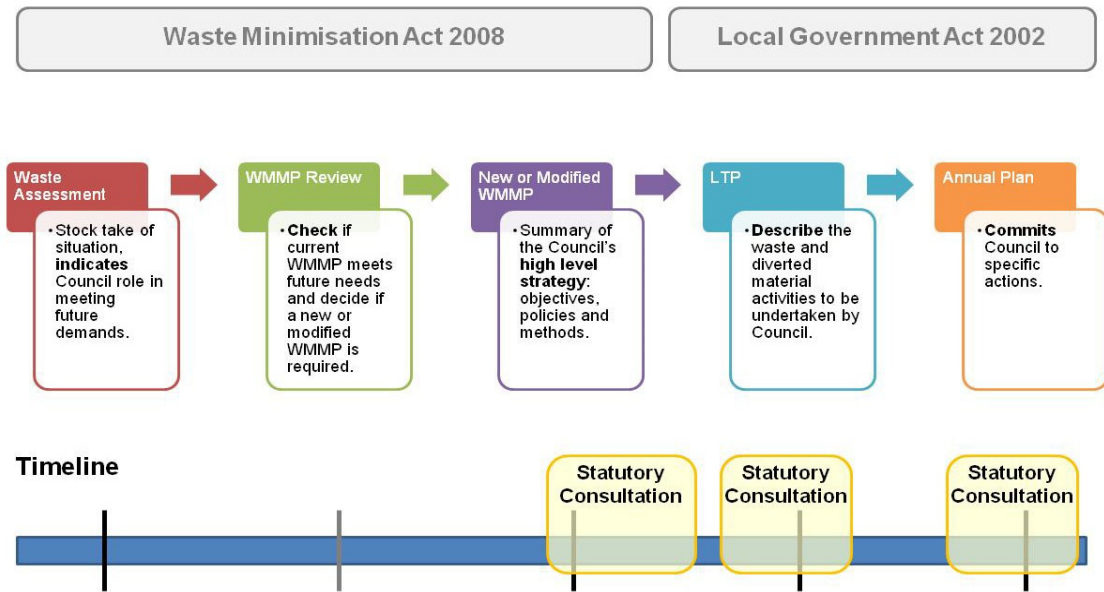 Waste Minimisation Act 2008
Local Government Act 2002
Waste
Assessment
• Stock take of
situation,
indicates
Council role in
meeting
future
demands.
WMMP Review
• Check if
current
WMMP meets
future needs
and decide if
a new or
modified
WMMP is
required.
New or Modified
WMMP
• Summary of
the Council's
high level
strategy:
objectives,
policies and
methods.
LTP
• Describe the
waste and
diverted
material
activities to be
undertaken by
Council.
Annual Plan
• Commits
Council to
specific
actions.
Timeline
Statutory
Consultation
Statutory
Consultation
Statutory
Consultation